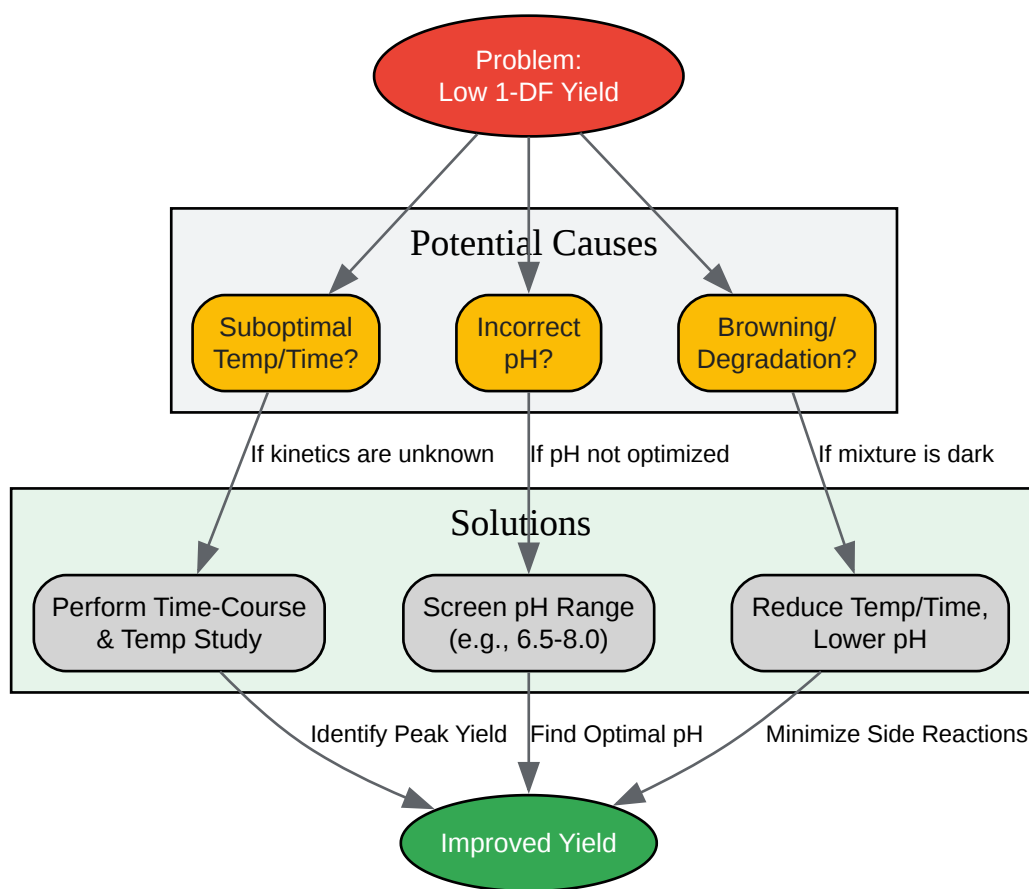 Problem:
Low 1-DF Yield
Potential Causes
Suboptimal
Temp/Time?
Incorrect
pH?
Browning/
Degradation?
If kinetics are unknown
If pH not optimized
If mixture is dark
Solutions
Perform Time-Course
& Temp Study
Screen pH Range
(e.g., 6.5-8.0)
Reduce Temp/Time,
Lower pH
Identify Peak Yield
Find Optimal pH
Minimize Side Reactions
Improved Yield